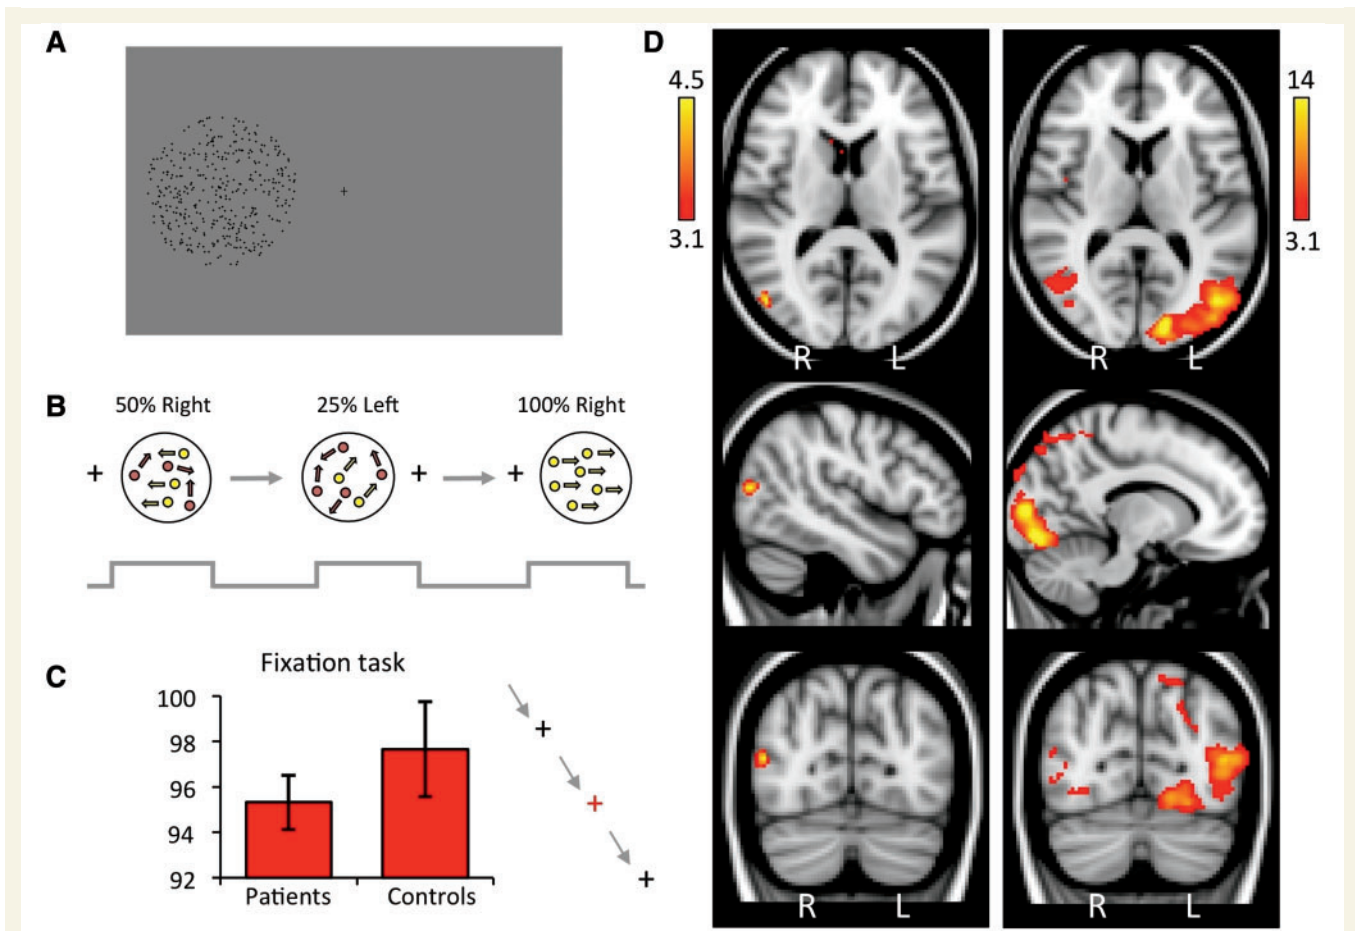 A
B
50% Right
25% Left
100% Right
+
+
+
C
Fixation task
100
98
96
94
92
Patients
Controls
+
+
+
D
4.5
3.1
14
3.1
R L
R L
R L
R L